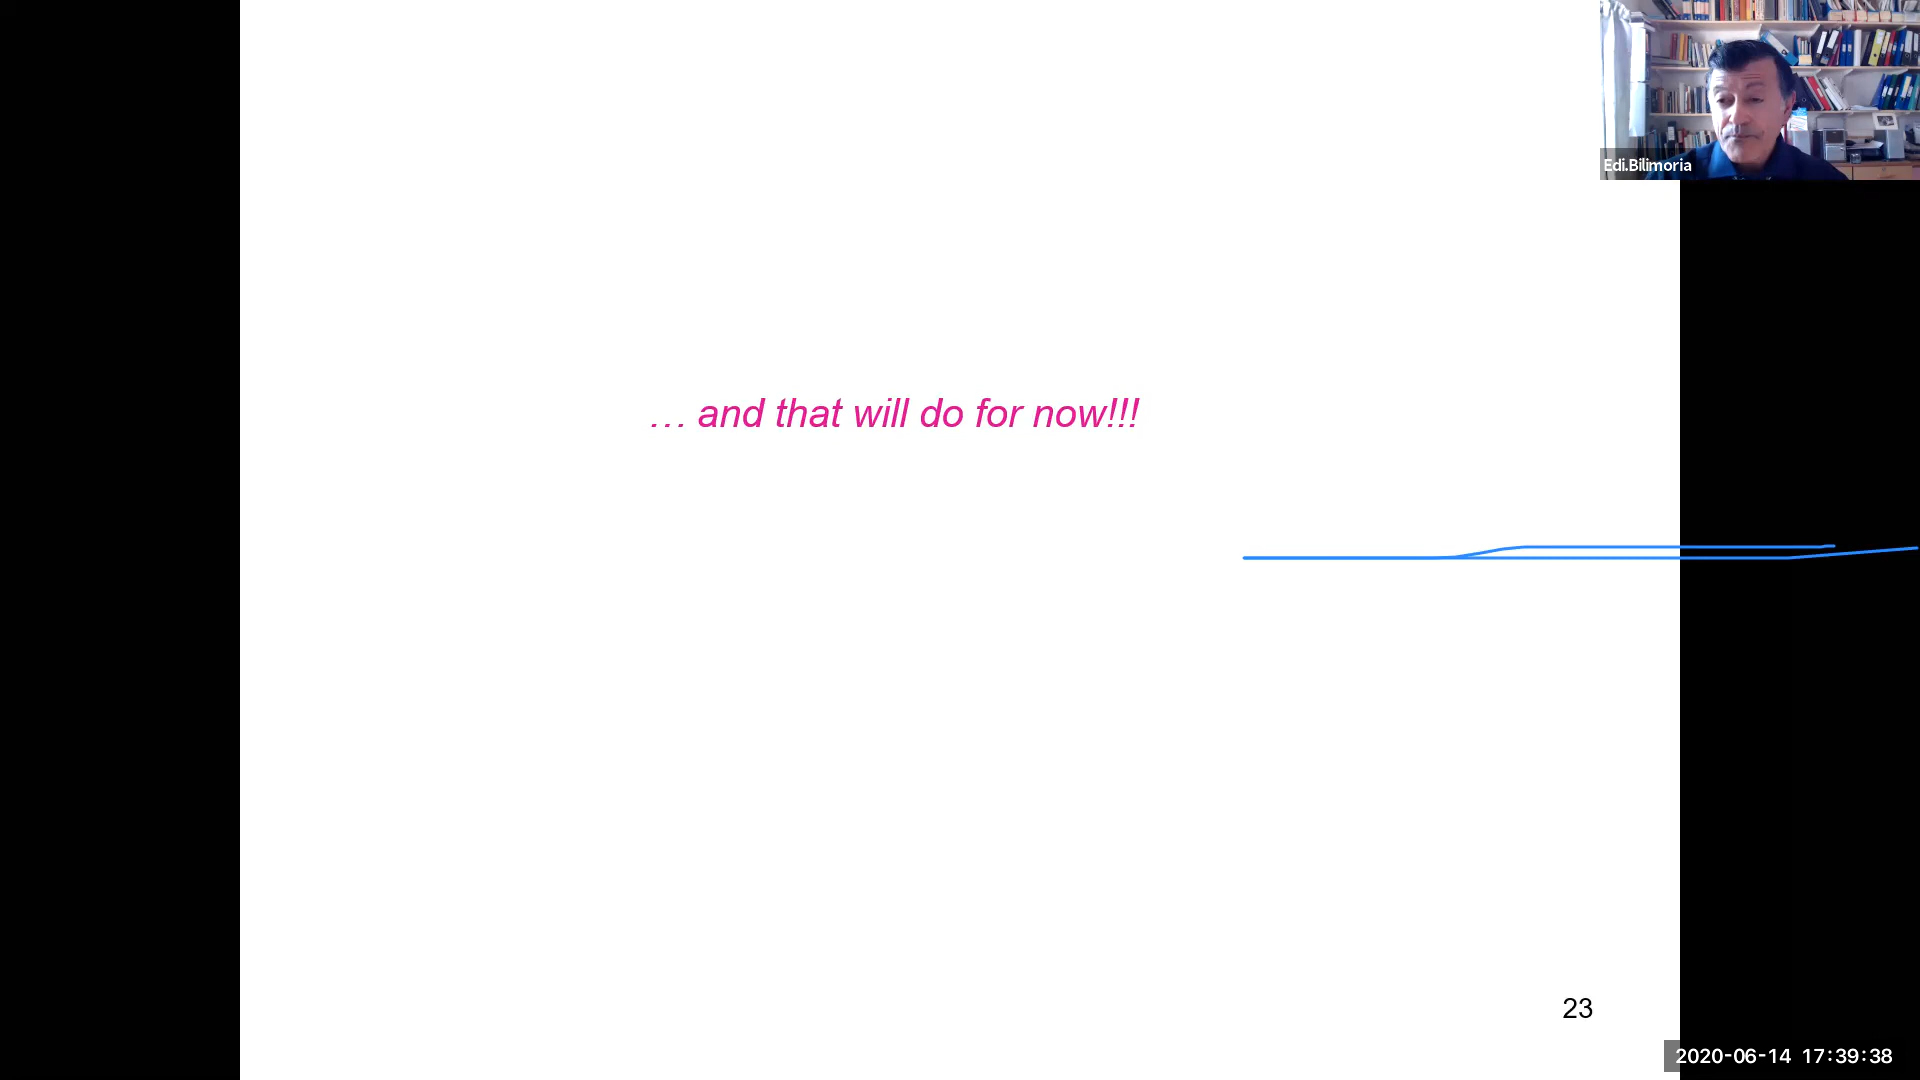 Edi.Bilimoria
… and that will do for now!!!
23
2020-06-14 17:39:38